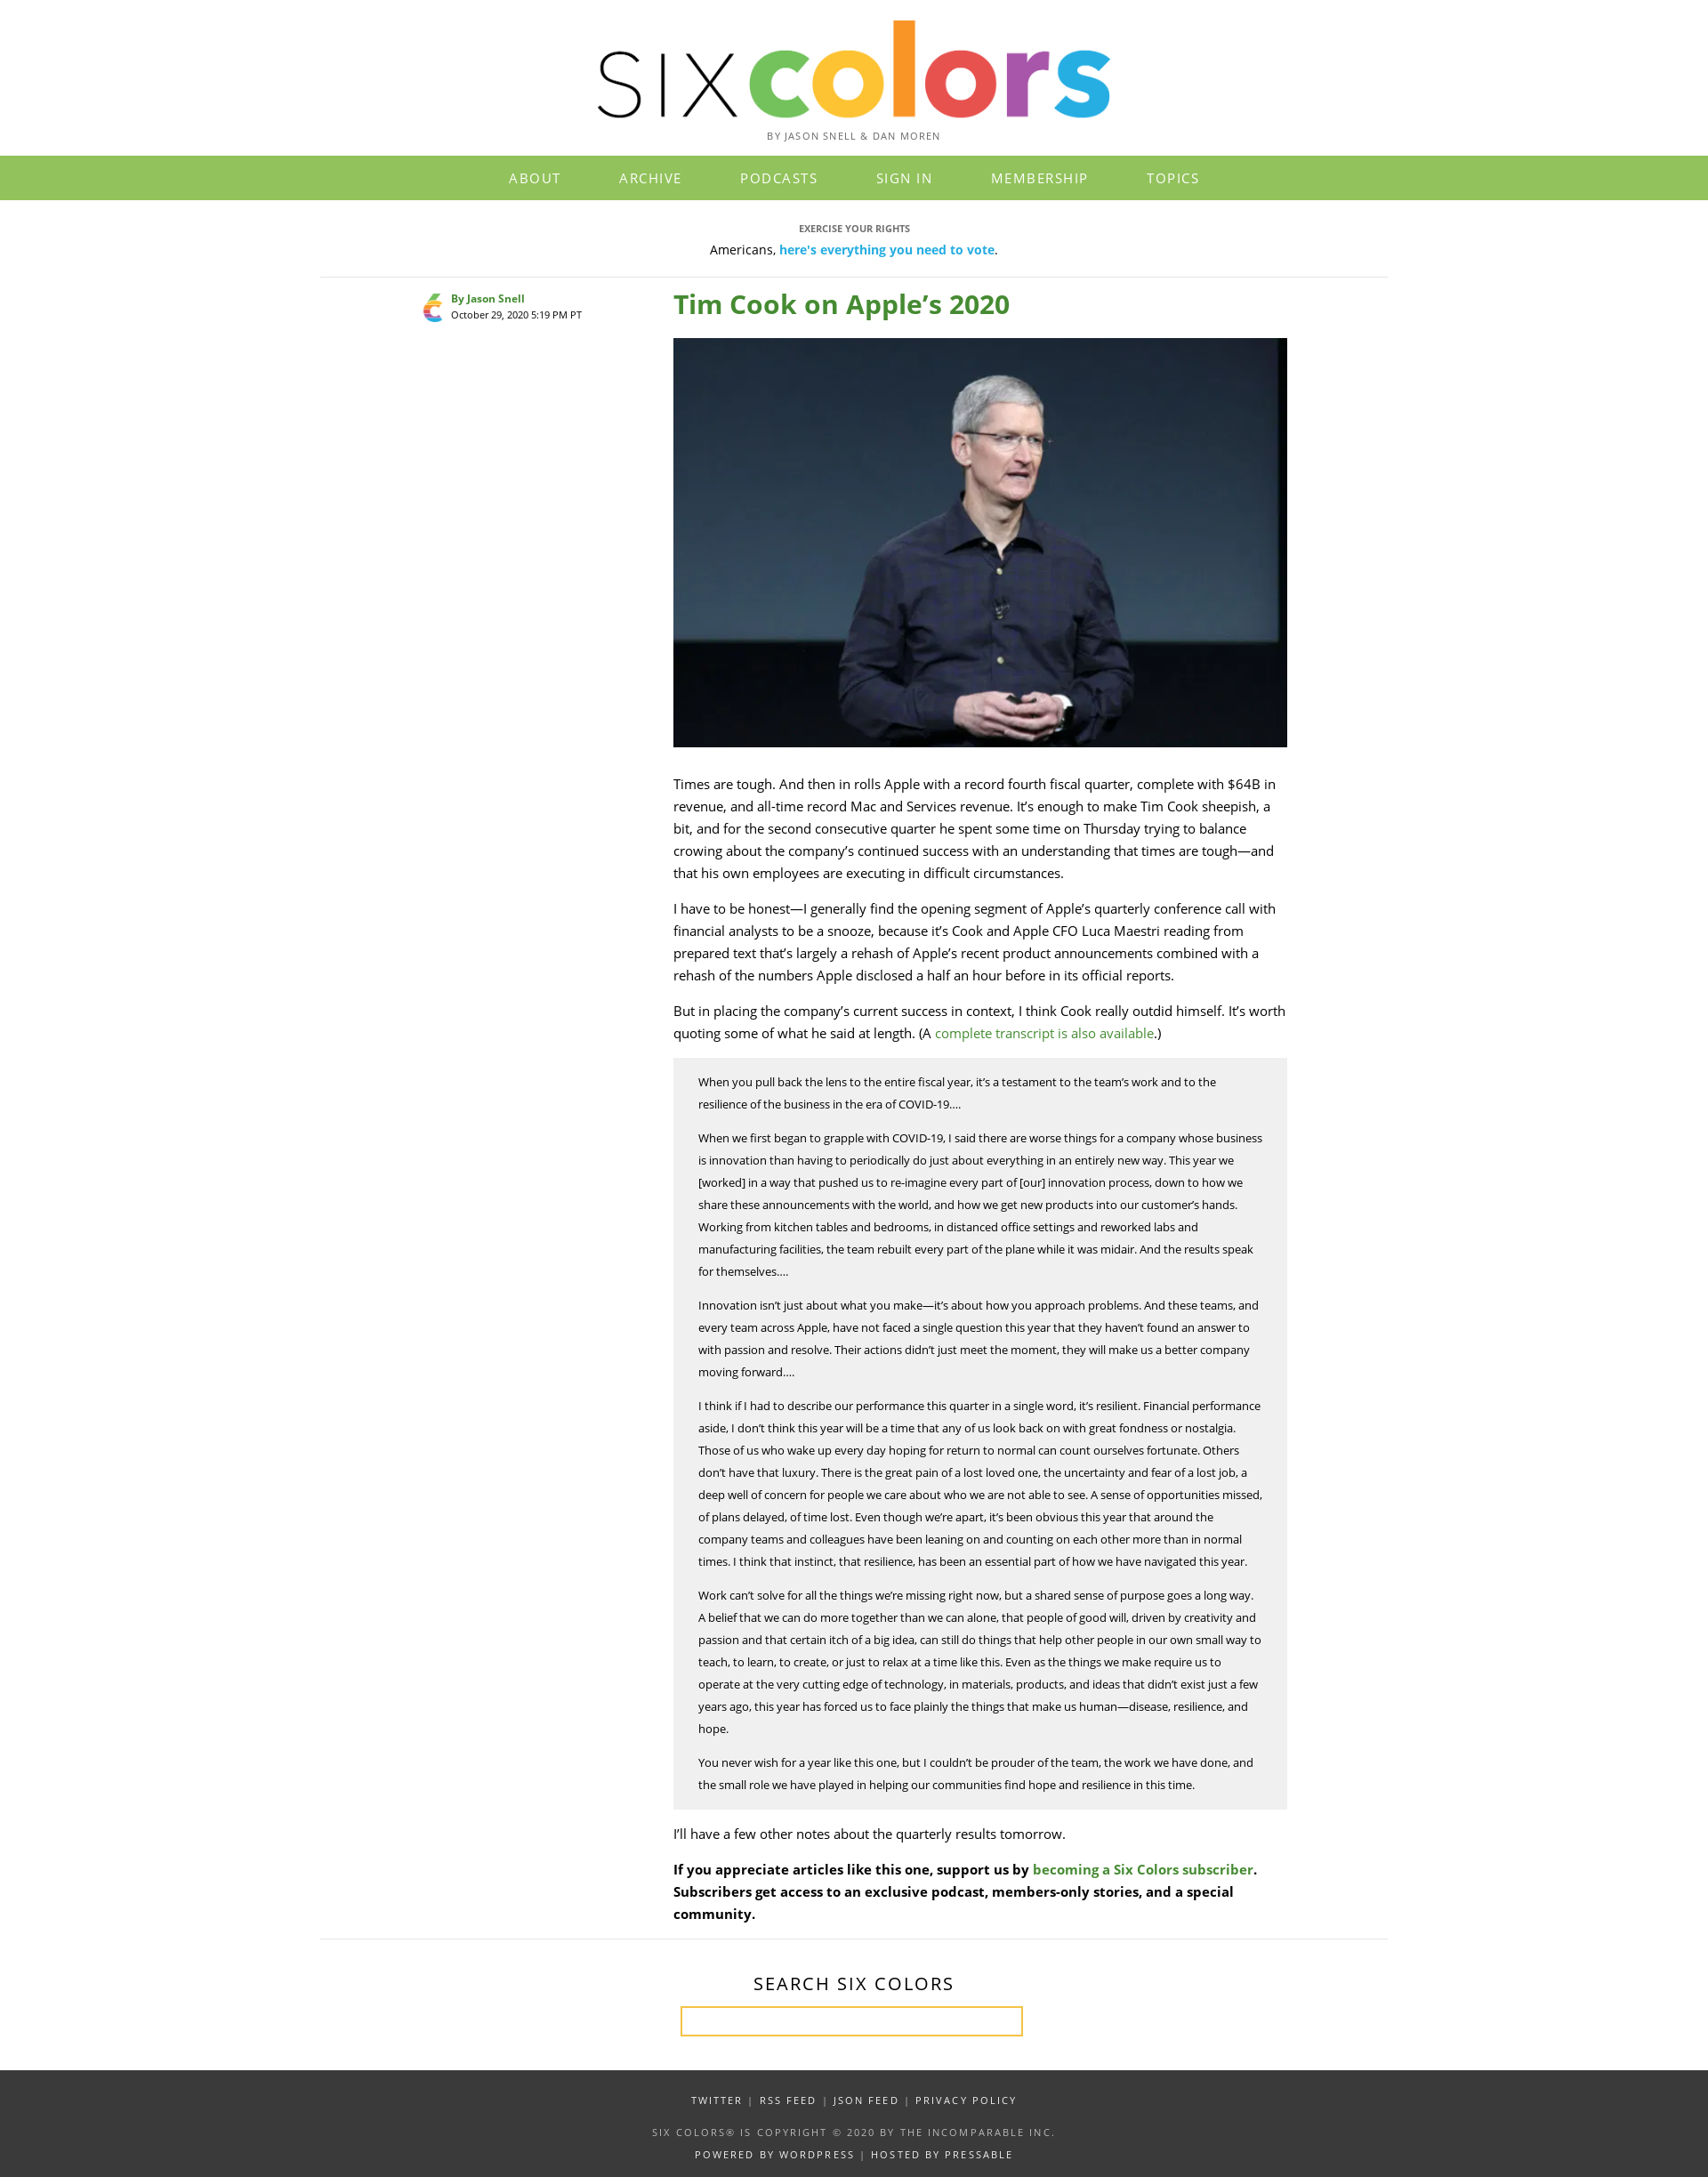 SIXcolors
BY JASON SNELL & DAN MOREN
ABOUT ARCHIVE PODCASTS SIGN IN MEMBERSHIP TOPICS
EXERCISE YOUR RIGHTS
Americans, here's everything you need to vote.
By Jason Snell
October 29, 2020 5:19 PM PT
Tim Cook on Apple’s 2020
Times are tough. And then in rolls Apple with a record fourth fiscal quarter, complete with $64B in
revenue, and all-time record Mac and Services revenue. It’s enough to make Tim Cook sheepish, a
bit, and for the second consecutive quarter he spent some time on Thursday trying to balance
crowing about the company’s continued success with an understanding that times are tough—and
that his own employees are executing in difficult circumstances.
I have to be honest—I generally find the opening segment of Apple’s quarterly conference call with
financial analysts to be a snooze, because it’s Cook and Apple CFO Luca Maestri reading from
prepared text that’s largely a rehash of Apple’s recent product announcements combined with a
rehash of the numbers Apple disclosed a half an hour before in its official reports.
But in placing the company’s current success in context, I think Cook really outdid himself. It’s worth
quoting some of what he said at length. (A complete transcript is also available.)
When you pull back the lens to the entire fiscal year, it’s a testament to the team’s work and to the
resilience of the business in the era of COVID-19….
When we first began to grapple with COVID-19, I said there are worse things for a company whose business
is innovation than having to periodically do just about everything in an entirely new way. This year we
[worked] in a way that pushed us to re-imagine every part of [our] innovation process, down to how we
share these announcements with the world, and how we get new products into our customer’s hands.
Working from kitchen tables and bedrooms, in distanced office settings and reworked labs and
manufacturing facilities, the team rebuilt every part of the plane while it was midair. And the results speak
for themselves….
Innovation isn’t just about what you make—it’s about how you approach problems. And these teams, and
every team across Apple, have not faced a single question this year that they haven’t found an answer to
with passion and resolve. Their actions didn’t just meet the moment, they will make us a better company
moving forward….
I think if I had to describe our performance this quarter in a single word, it’s resilient. Financial performance
aside, I don’t think this year will be a time that any of us look back on with great fondness or nostalgia.
Those of us who wake up every day hoping for return to normal can count ourselves fortunate. Others
don’t have that luxury. There is the great pain of a lost loved one, the uncertainty and fear of a lost job, a
deep well of concern for people we care about who we are not able to see. A sense of opportunities missed,
of plans delayed, of time lost. Even though we’re apart, it’s been obvious this year that around the
company teams and colleagues have been leaning on and counting on each other more than in normal
times. I think that instinct, that resilience, has been an essential part of how we have navigated this year.
Work can’t solve for all the things we’re missing right now, but a shared sense of purpose goes a long way.
A belief that we can do more together than we can alone, that people of good will, driven by creativity and
passion and that certain itch of a big idea, can still do things that help other people in our own small way to
teach, to learn, to create, or just to relax at a time like this. Even as the things we make require us to
operate at the very cutting edge of technology, in materials, products, and ideas that didn’t exist just a few
years ago, this year has forced us to face plainly the things that make us human—disease, resilience, and
hope.
You never wish for a year like this one, but I couldn’t be prouder of the team, the work we have done, and
the small role we have played in helping our communities find hope and resilience in this time.
I’ll have a few other notes about the quarterly results tomorrow.
If you appreciate articles like this one, support us by becoming a Six Colors subscriber.
Subscribers get access to an exclusive podcast, members-only stories, and a special
community.
SEARCH SIX COLORS
TWITTER | RSS FEED | JSON FEED | PRIVACY POLICY
SIX COLORS® IS COPYRIGHT © 2020 BY THE INCOMPARABLE INC.
POWERED BY WORDPRESS | HOSTED BY PRESSABLE